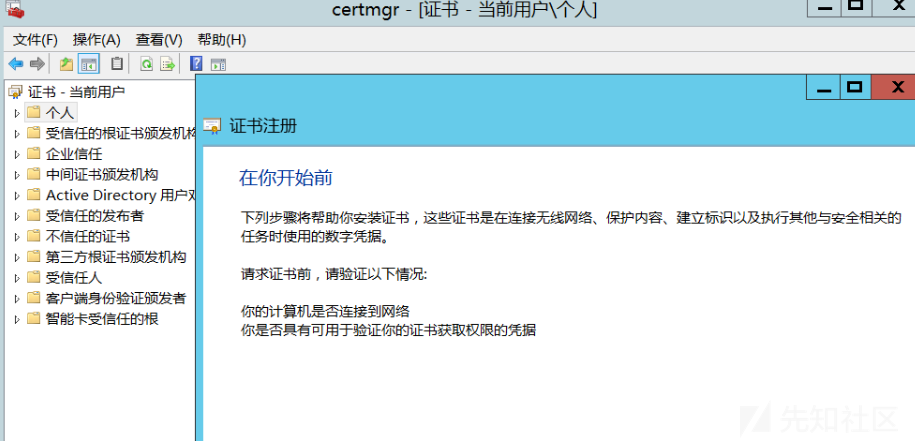 certmgr - [证书 - 当前用户\个人]
文件(F) 操作(A) 查看(V) 帮助(H)
证书 - 当前用户
个人
受信任的根证书颁发机构
企业信任
中间证书颁发机构
Active Directory 用户
受信任的发布者
不信任的证书
第三方根证书颁发机构
受信任人
客户端身份验证颁发者
智能卡受信任的根
证书注册
在你开始前
下列步骤将帮助你安装证书，这些证书是在连接无线网络、保护内容、建立标识以及执行其他与安全相关的
任务时使用的数字凭据。
请求证书前，请验证以下情况:
你的计算机是否连接到网络
你是否具有可用于验证你的证书获取权限的凭据
先知社区